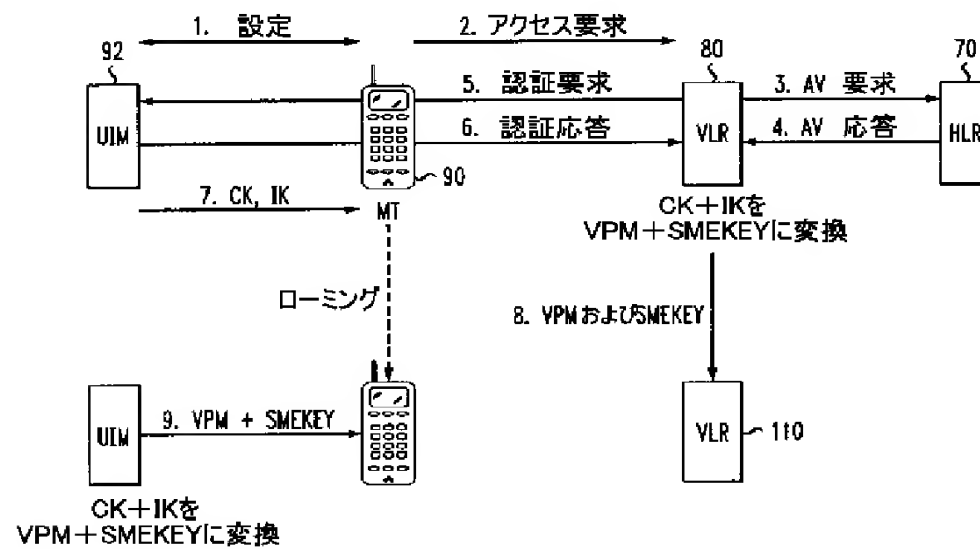 1. 設定
2. アクセス要求
92
80
70
5. 認証要求
3. AV 要求
UIM
VLR
HLR
6. 認証応答
4. AV 応答
90
7. CK, IK
MT
CK+IKを
VPM+SMEKEYに変換
ローミング
8. VPMおよびSMEKEY
UIM
9. VPM + SMEKEY
VLR
110
CK+IKを
VPM+SMEKEYに変換